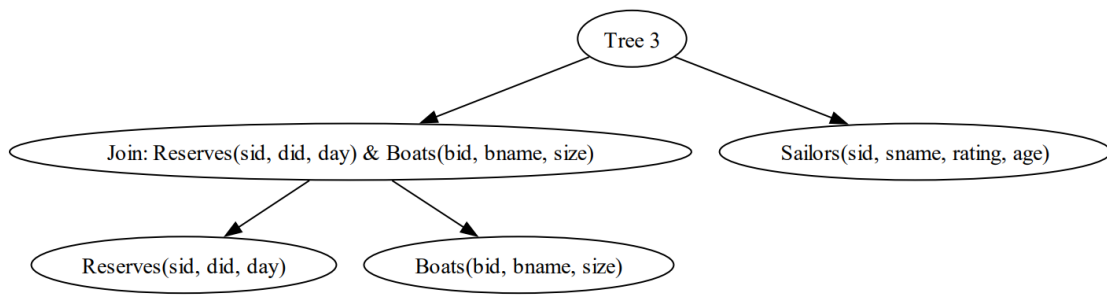 Tree 3
Join: Reserves(sid, did, day) & Boats(bid, bname, size)
Sailors(sid, sname, rating, age)
Reserves(sid, did, day)
Boats(bid, bname, size)